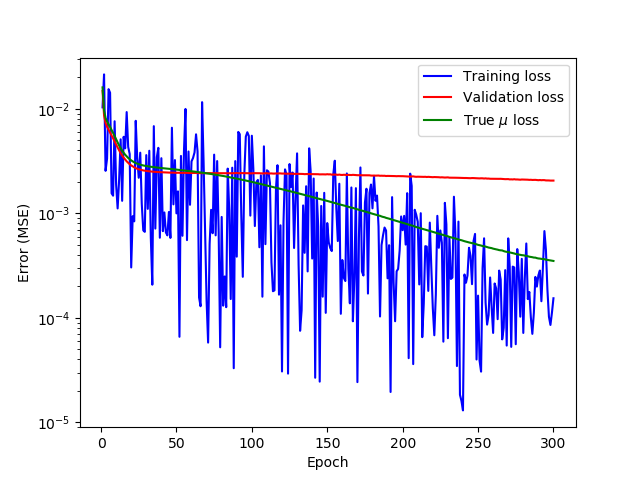 Training loss
Validation loss
True μ loss
10⁻²
10⁻³
10⁻⁴
10⁻⁵
Error (MSE)
0 50 100 150 200 250 300
Epoch